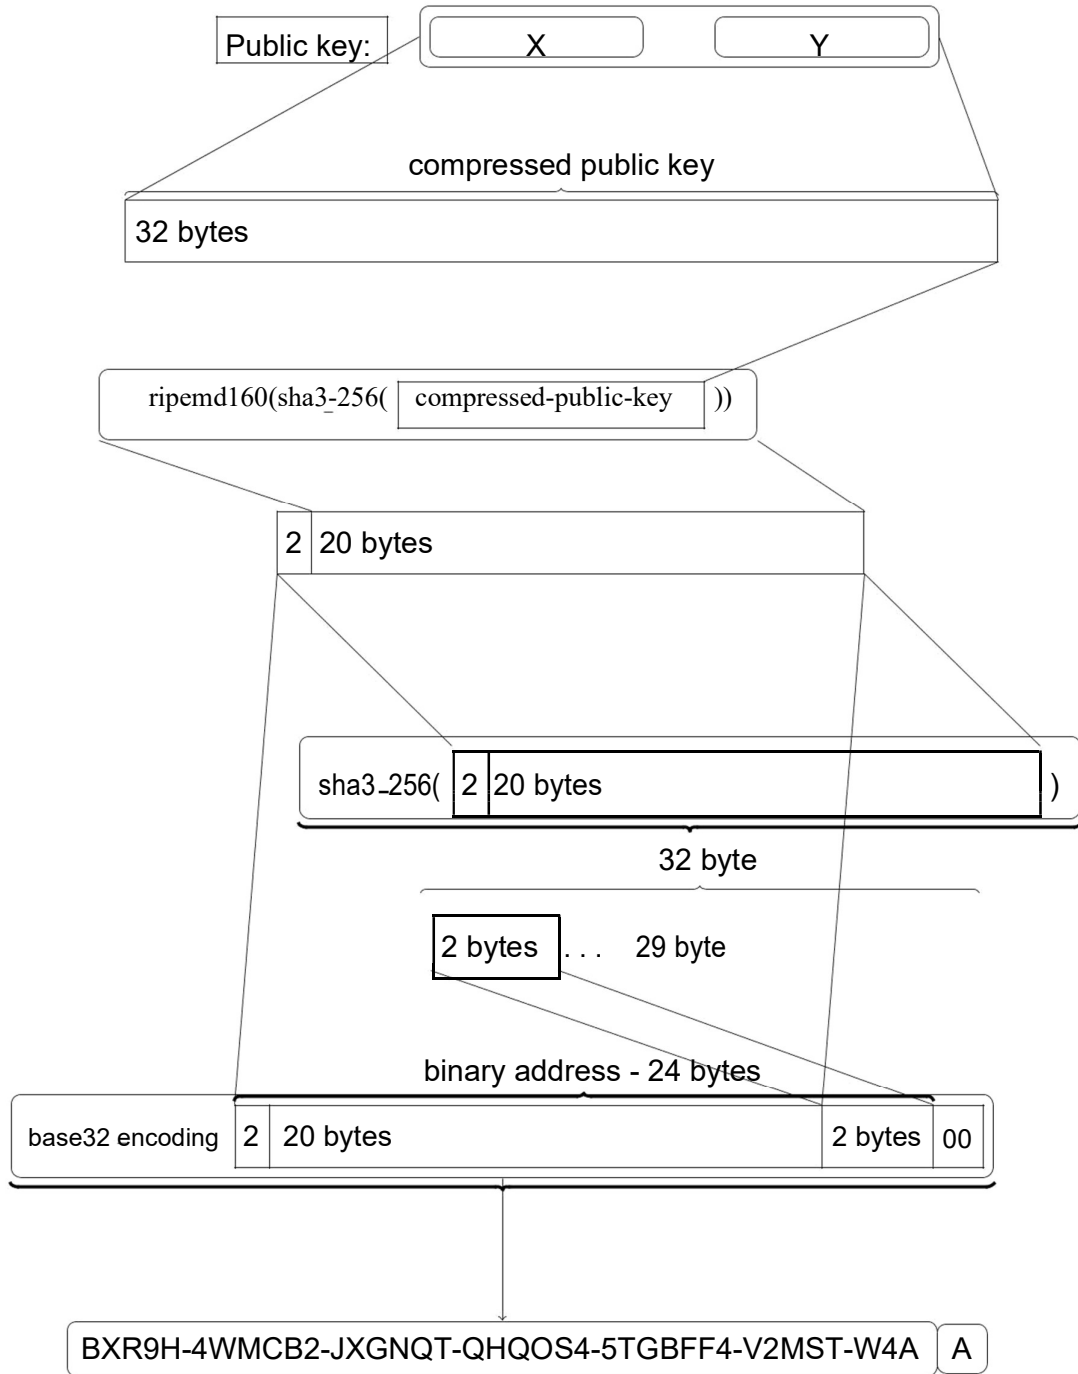 Public key: X Y
compressed public key
32 bytes
ripemd160(sha3-256( compressed-public-key ))
2 20 bytes
sha3_256( 2 20 bytes )
32 byte
2 bytes . . . 29 byte
binary address - 24 bytes
base32 encoding 2 20 bytes 2 bytes 00
BXR9H-4WMCB2-JXGNQT-QHQOS4-5TGBFF4-V2MST-W4A A